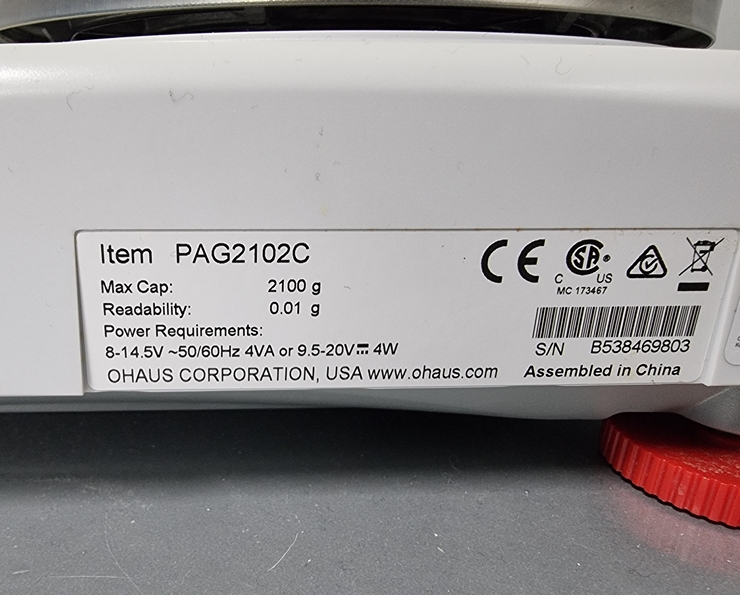 Item PAG2102C
Max Cap: 2100 g
Readability: 0.01 g
Power Requirements:
8-14.5V ~50/60Hz 4VA or 9.5-20V⎓ 4W
OHAUS CORPORATION, USA www.ohaus.com
CE
C SA ® US
MC 173467
S/N B538469803
Assembled in China